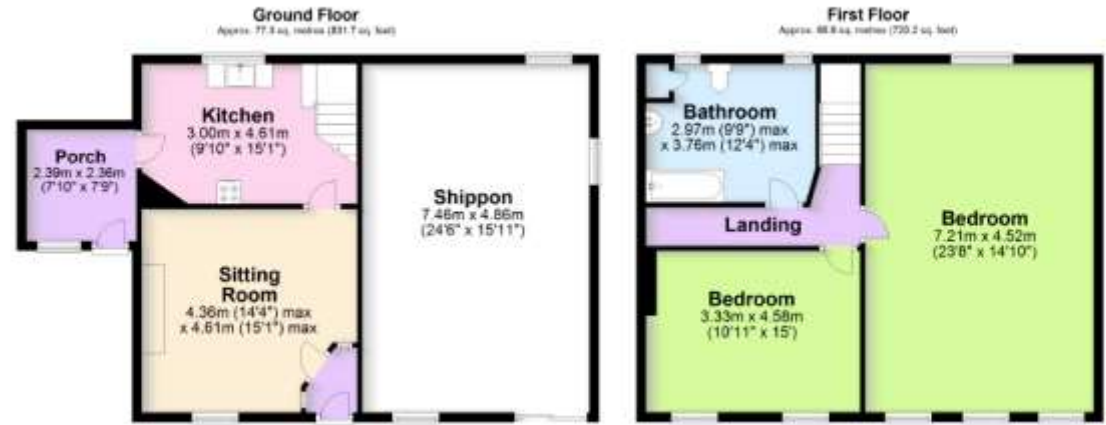 Ground Floor
Approx. 77.3 sq. metres (831.7 sq. feet)
Kitchen
3.00m x 4.61m
(9'10" x 15'1")
Porch
2.39m x 2.36m
(7'10" x 7'9")
Shippon
7.46m x 4.86m
(24'6" x 15'11")
Sitting
Room
4.36m (14'4") max
x 4.61m (15'1") max
First Floor
Approx. 66.9 sq. metres (720.2 sq. feet)
Bathroom
2.97m (9'9") max
x 3.76m (12'4") max
Landing
Bedroom
7.21m x 4.52m
(23'8" x 14'10")
Bedroom
3.33m x 4.58m
(10'11" x 15')